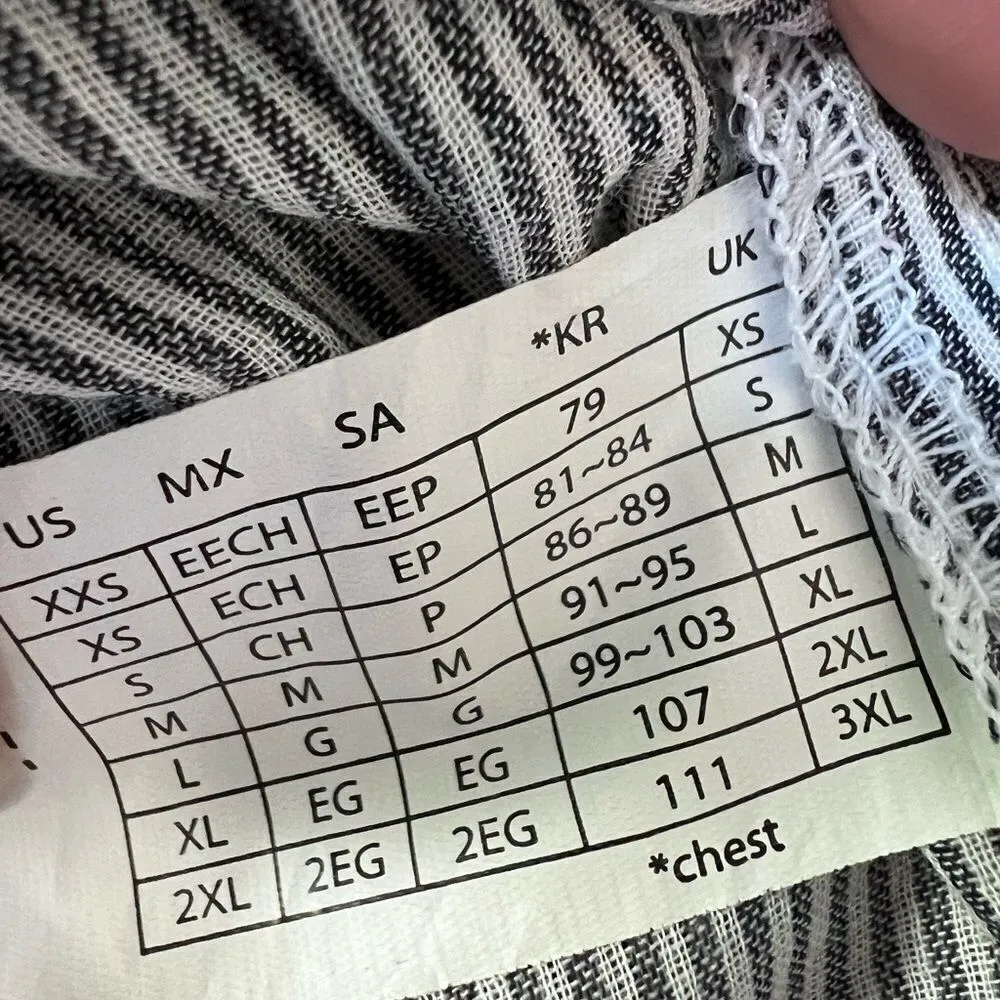 US MX SA *KR UK
XXS EECH EEP 79 XS
XS ECH EP 81~84 S
S CH P 86~89 M
M M M 91~95 L
L G G 99~103 XL
XL EG EG 107 2XL
2XL 2EG 2EG 111 3XL
*chest